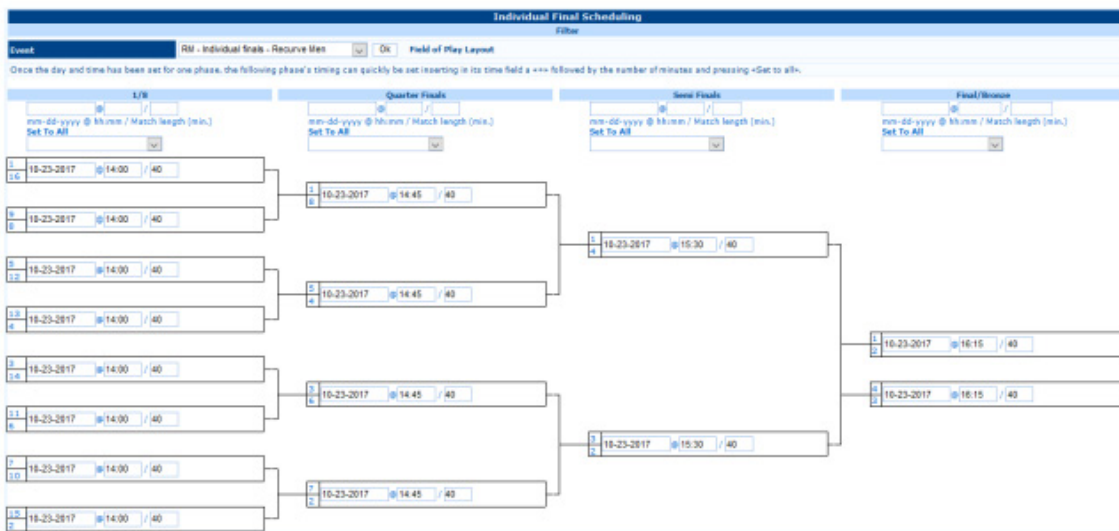 Individual Final Scheduling
Filter
Event RM - Individual finals - Recurve Men Ok Field of Play Layout
Once the day and time has been set for one phase, the following phase's timing can quickly be set inserting in its time field a «+» followed by the number of minutes and pressing «Set to all».
1/8 Quarter Finals Semi Finals Final/Bronze
@ / @ / @ / @ /
mm-dd-yyyy @ hh:mm / Match length (min.) mm-dd-yyyy @ hh:mm / Match length (min.) mm-dd-yyyy @ hh:mm / Match length (min.) mm-dd-yyyy @ hh:mm / Match length (min.)
Set To All Set To All Set To All Set To All
1
16 10-23-2017 @ 14:00 / 40
1
8 10-23-2017 @ 14:45 / 40
9
8 10-23-2017 @ 14:00 / 40
1
4 10-23-2017 @ 15:30 / 40
5
12 10-23-2017 @ 14:00 / 40
5
4 10-23-2017 @ 14:45 / 40
13
4 10-23-2017 @ 14:00 / 40
1
2 10-23-2017 @ 16:15 / 40
3
14 10-23-2017 @ 14:00 / 40
3
6 10-23-2017 @ 14:45 / 40
4
3 10-23-2017 @ 16:15 / 40
11
6 10-23-2017 @ 14:00 / 40
3
2 10-23-2017 @ 15:30 / 40
7
10 10-23-2017 @ 14:00 / 40
7
2 10-23-2017 @ 14:45 / 40
15
2 10-23-2017 @ 14:00 / 40